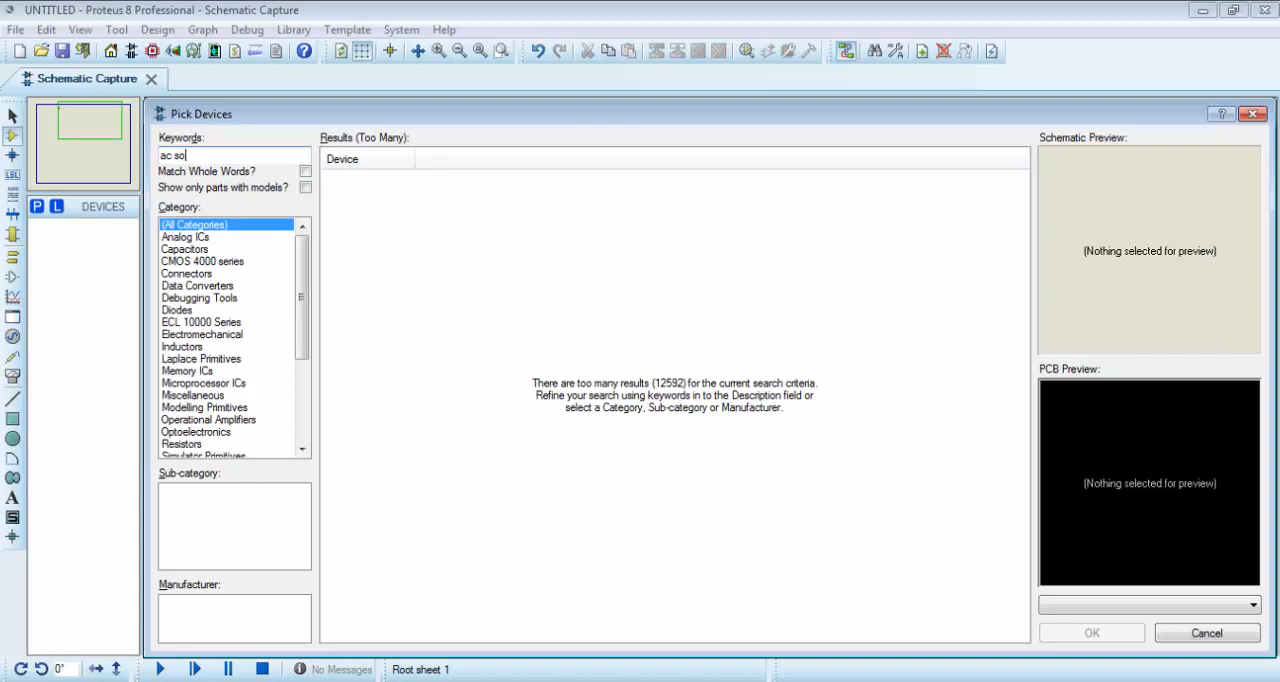 UNTITLED - Proteus 8 Professional - Schematic Capture
File Edit View Tool Design Graph Debug Library Template System Help
Schematic Capture
Pick Devices
Keywords:
ac so
Match Whole Words?
Show only parts with models?
Category:
(All Categories)
Analog ICs
Capacitors
CMOS 4000 series
Connectors
Data Converters
Debugging Tools
Diodes
ECL 10000 Series
Electromechanical
Inductors
Laplace Primitives
Memory ICs
Microprocessor ICs
Miscellaneous
Modelling Primitives
Operational Amplifiers
Optoelectronics
Resistors
Simulator Primitives
Sub-category:
Manufacturer:
Results (Too Many):
Device
There are too many results (12592) for the current search criteria.
Refine your search using keywords in to the Description field or
select a Category, Sub-category or Manufacturer.
Schematic Preview:
(Nothing selected for preview)
PCB Preview:
(Nothing selected for preview)
OK Cancel
P L DEVICES
LBL
A
S
0°
No Messages
Root sheet 1